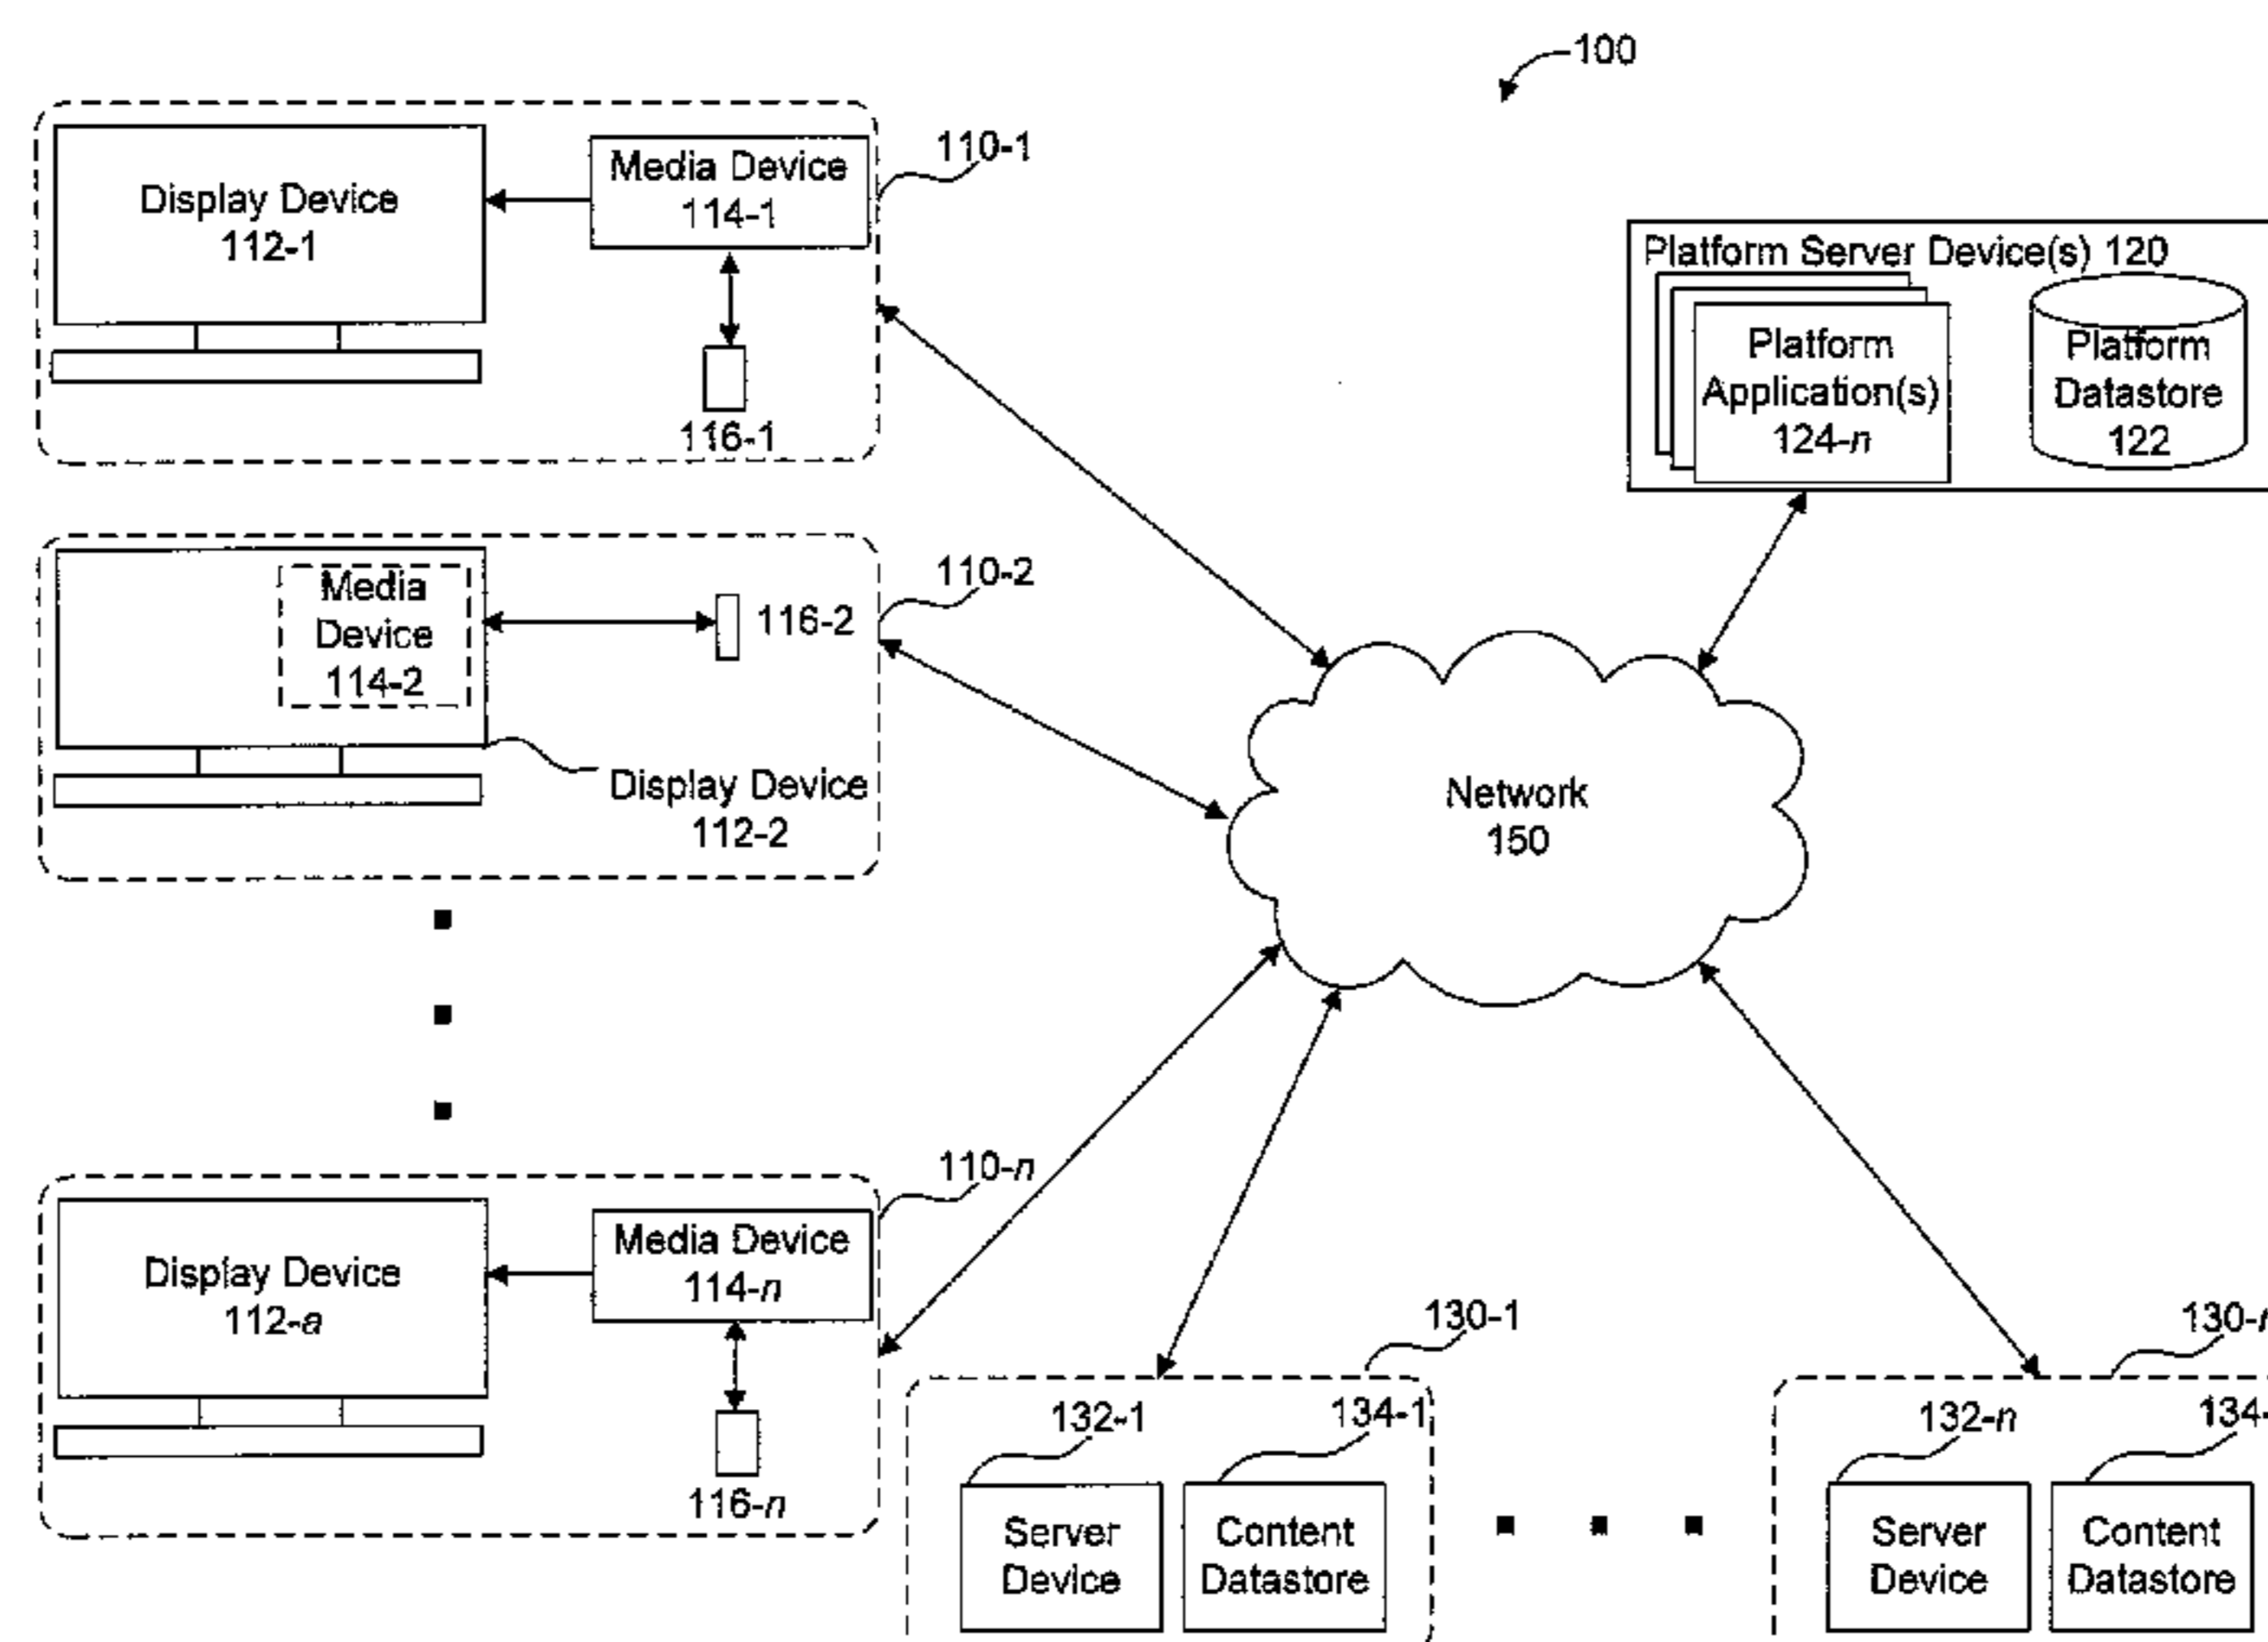 100
Display Device
112-1
Media Device
114-1
110-1
116-1
Platform Server Device(s) 120
Platform
Application(s)
124-n
Platform
Datastore
122
Media
Device
114-2
116-2
110-2
Display Device
112-2
Network
150
110-n
Display Device
112-a
Media Device
114-n
116-n
130-1
132-1
134-1
Server
Device
Content
Datastore
130-n
132-n
134-
Server
Device
Content
Datastore